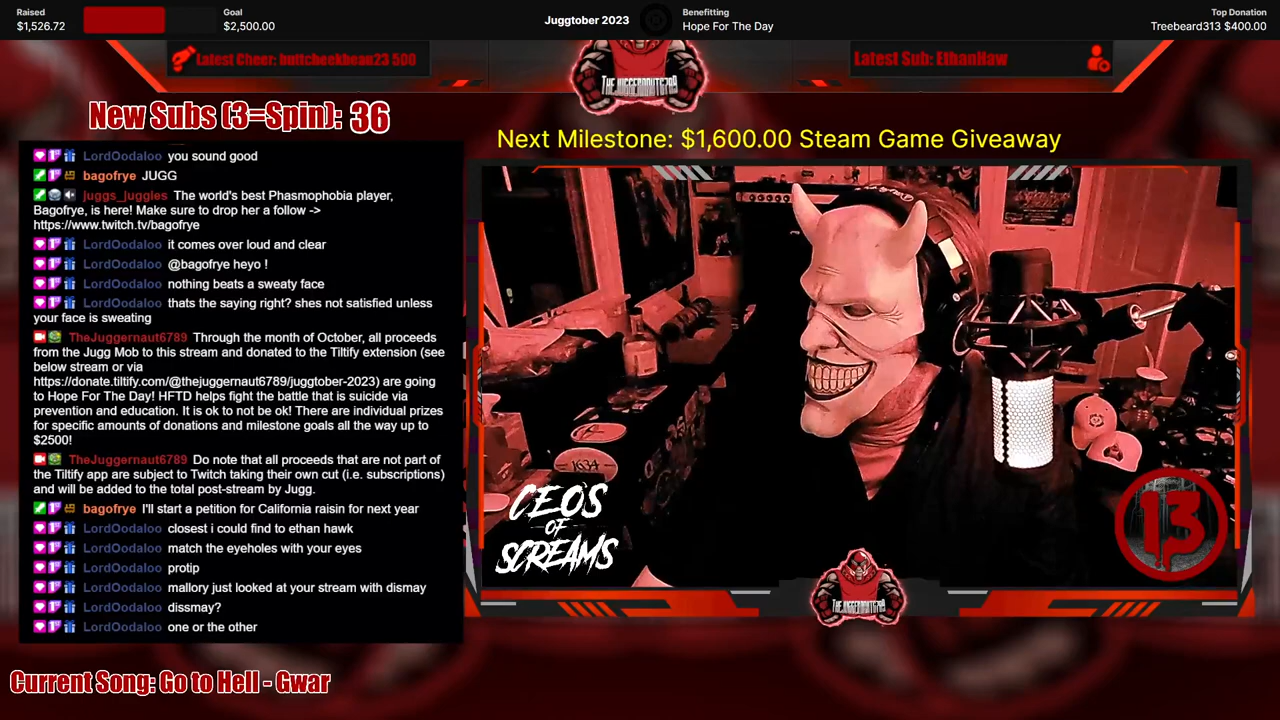 Raised
$1,526.72
Goal
$2,500.00
Juggtober 2023
Benefitting
Hope For The Day
Top Donation
Treebeard313 $400.00
Latest Cheer: buttcheekbean23 500
THEJUGGERNAUT6789
Latest Sub: EthanHaw
New Subs (3=Spin): 36
Next Milestone: $1,600.00 Steam Game Giveaway
LordOodaloo you sound good
bagofrye JUGG
juggs_juggies The world's best Phasmophobia player,
Bagofrye, is here! Make sure to drop her a follow ->
https://www.twitch.tv/bagofrye
LordOodaloo it comes over loud and clear
LordOodaloo @bagofrye heyo !
LordOodaloo nothing beats a sweaty face
LordOodaloo thats the saying right? shes not satisfied unless
your face is sweating
TheJuggernaut6789 Through the month of October, all proceeds
from the Jugg Mob to this stream and donated to the Tiltify extension (see
below stream or via
https://donate.tiltify.com/@thejuggernaut6789/juggtober-2023) are going
to Hope For The Day! HFTD helps fight the battle that is suicide via
prevention and education. It is ok to not be ok! There are individual prizes
for specific amounts of donations and milestone goals all the way up to
$2500!
TheJuggernaut6789 Do note that all proceeds that are not part of
the Tiltify app are subject to Twitch taking their own cut (i.e. subscriptions)
and will be added to the total post-stream by Jugg.
bagofrye I'll start a petition for California raisin for next year
LordOodaloo closest i could find to ethan hawk
LordOodaloo match the eyeholes with your eyes
LordOodaloo protip
LordOodaloo mallory just looked at your stream with dismay
LordOodaloo dissmay?
LordOodaloo one or the other
1634
CEO'S
OF
SCREAMS
13
THEJUGGERNAUT6789
Current Song: Go to Hell - Gwar